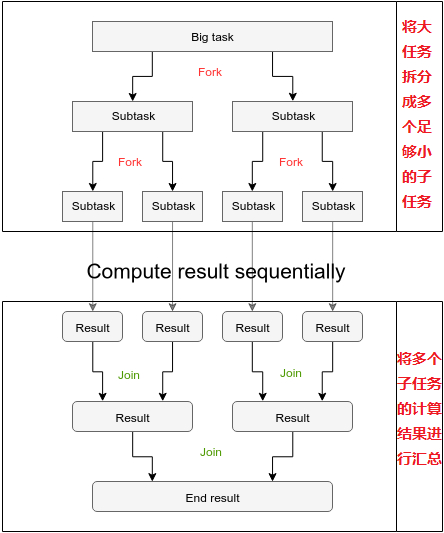 Big task
Fork
Subtask
Subtask
Fork
Fork
Subtask
Subtask
Subtask
Subtask
将大
任务
拆分
成多
个足
够小
的子
任务
Compute result sequentially
Result
Result
Result
Result
Join
Join
Result
Result
Join
End result
将多个
子任务
的计算
结果进
行汇总